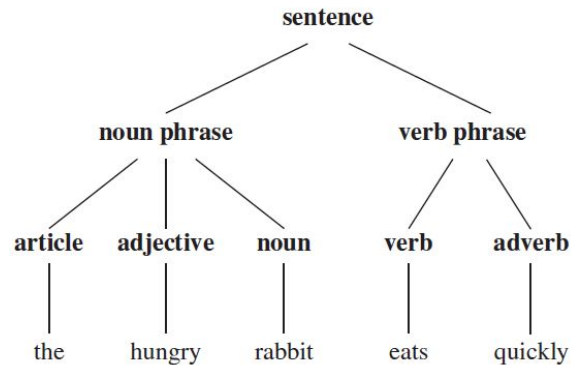 sentence
noun phrase verb phrase
article adjective noun verb adverb
the hungry rabbit eats quickly